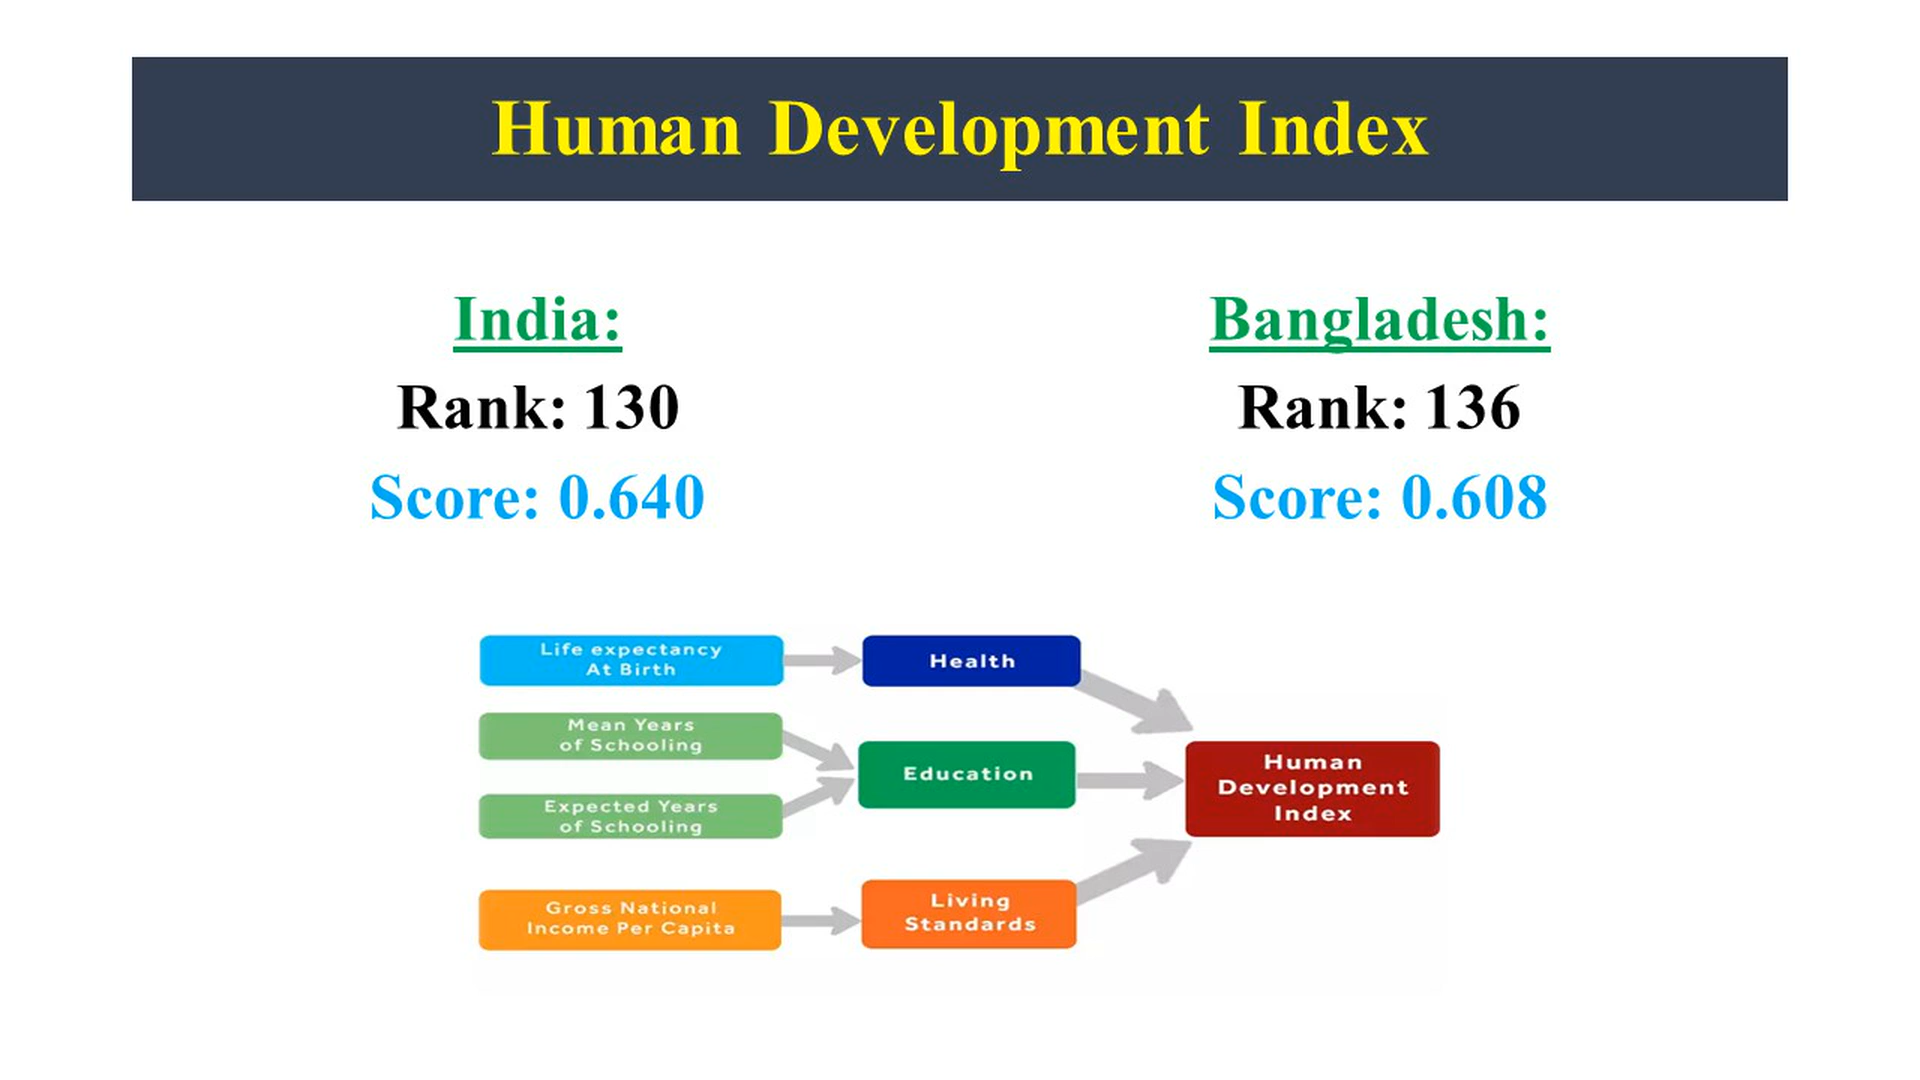 Human Development Index
India:
Rank: 130
Score: 0.640
Bangladesh:
Rank: 136
Score: 0.608
Life expectancy
At Birth
Health
Mean Years
of Schooling
Education
Expected Years
of Schooling
Human
Development
Index
Gross National
Income Per Capita
Living
Standards